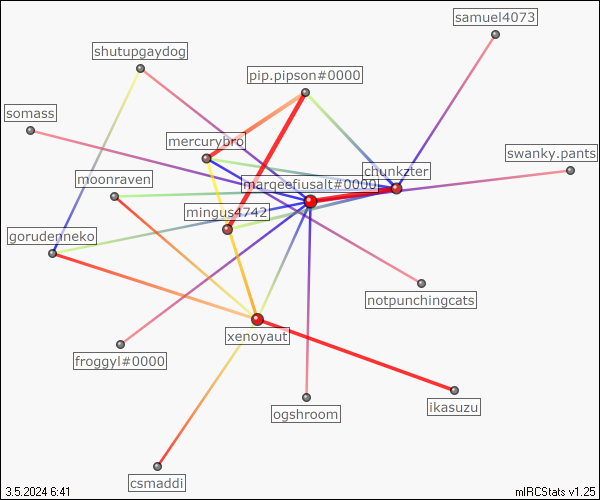 samuel4073
shutupgaydog
pip.pipson#0000
somass
mercurybro
swanky.pants
chunkzter
moonraven
marqeefiusalt#0000
mingus4742
gorudenneko
notpunchingcats
xenoyaut
froggyl#0000
ikasuzu
ogshroom
csmaddi
3.5.2024 6:41
mIRCStats v1.25